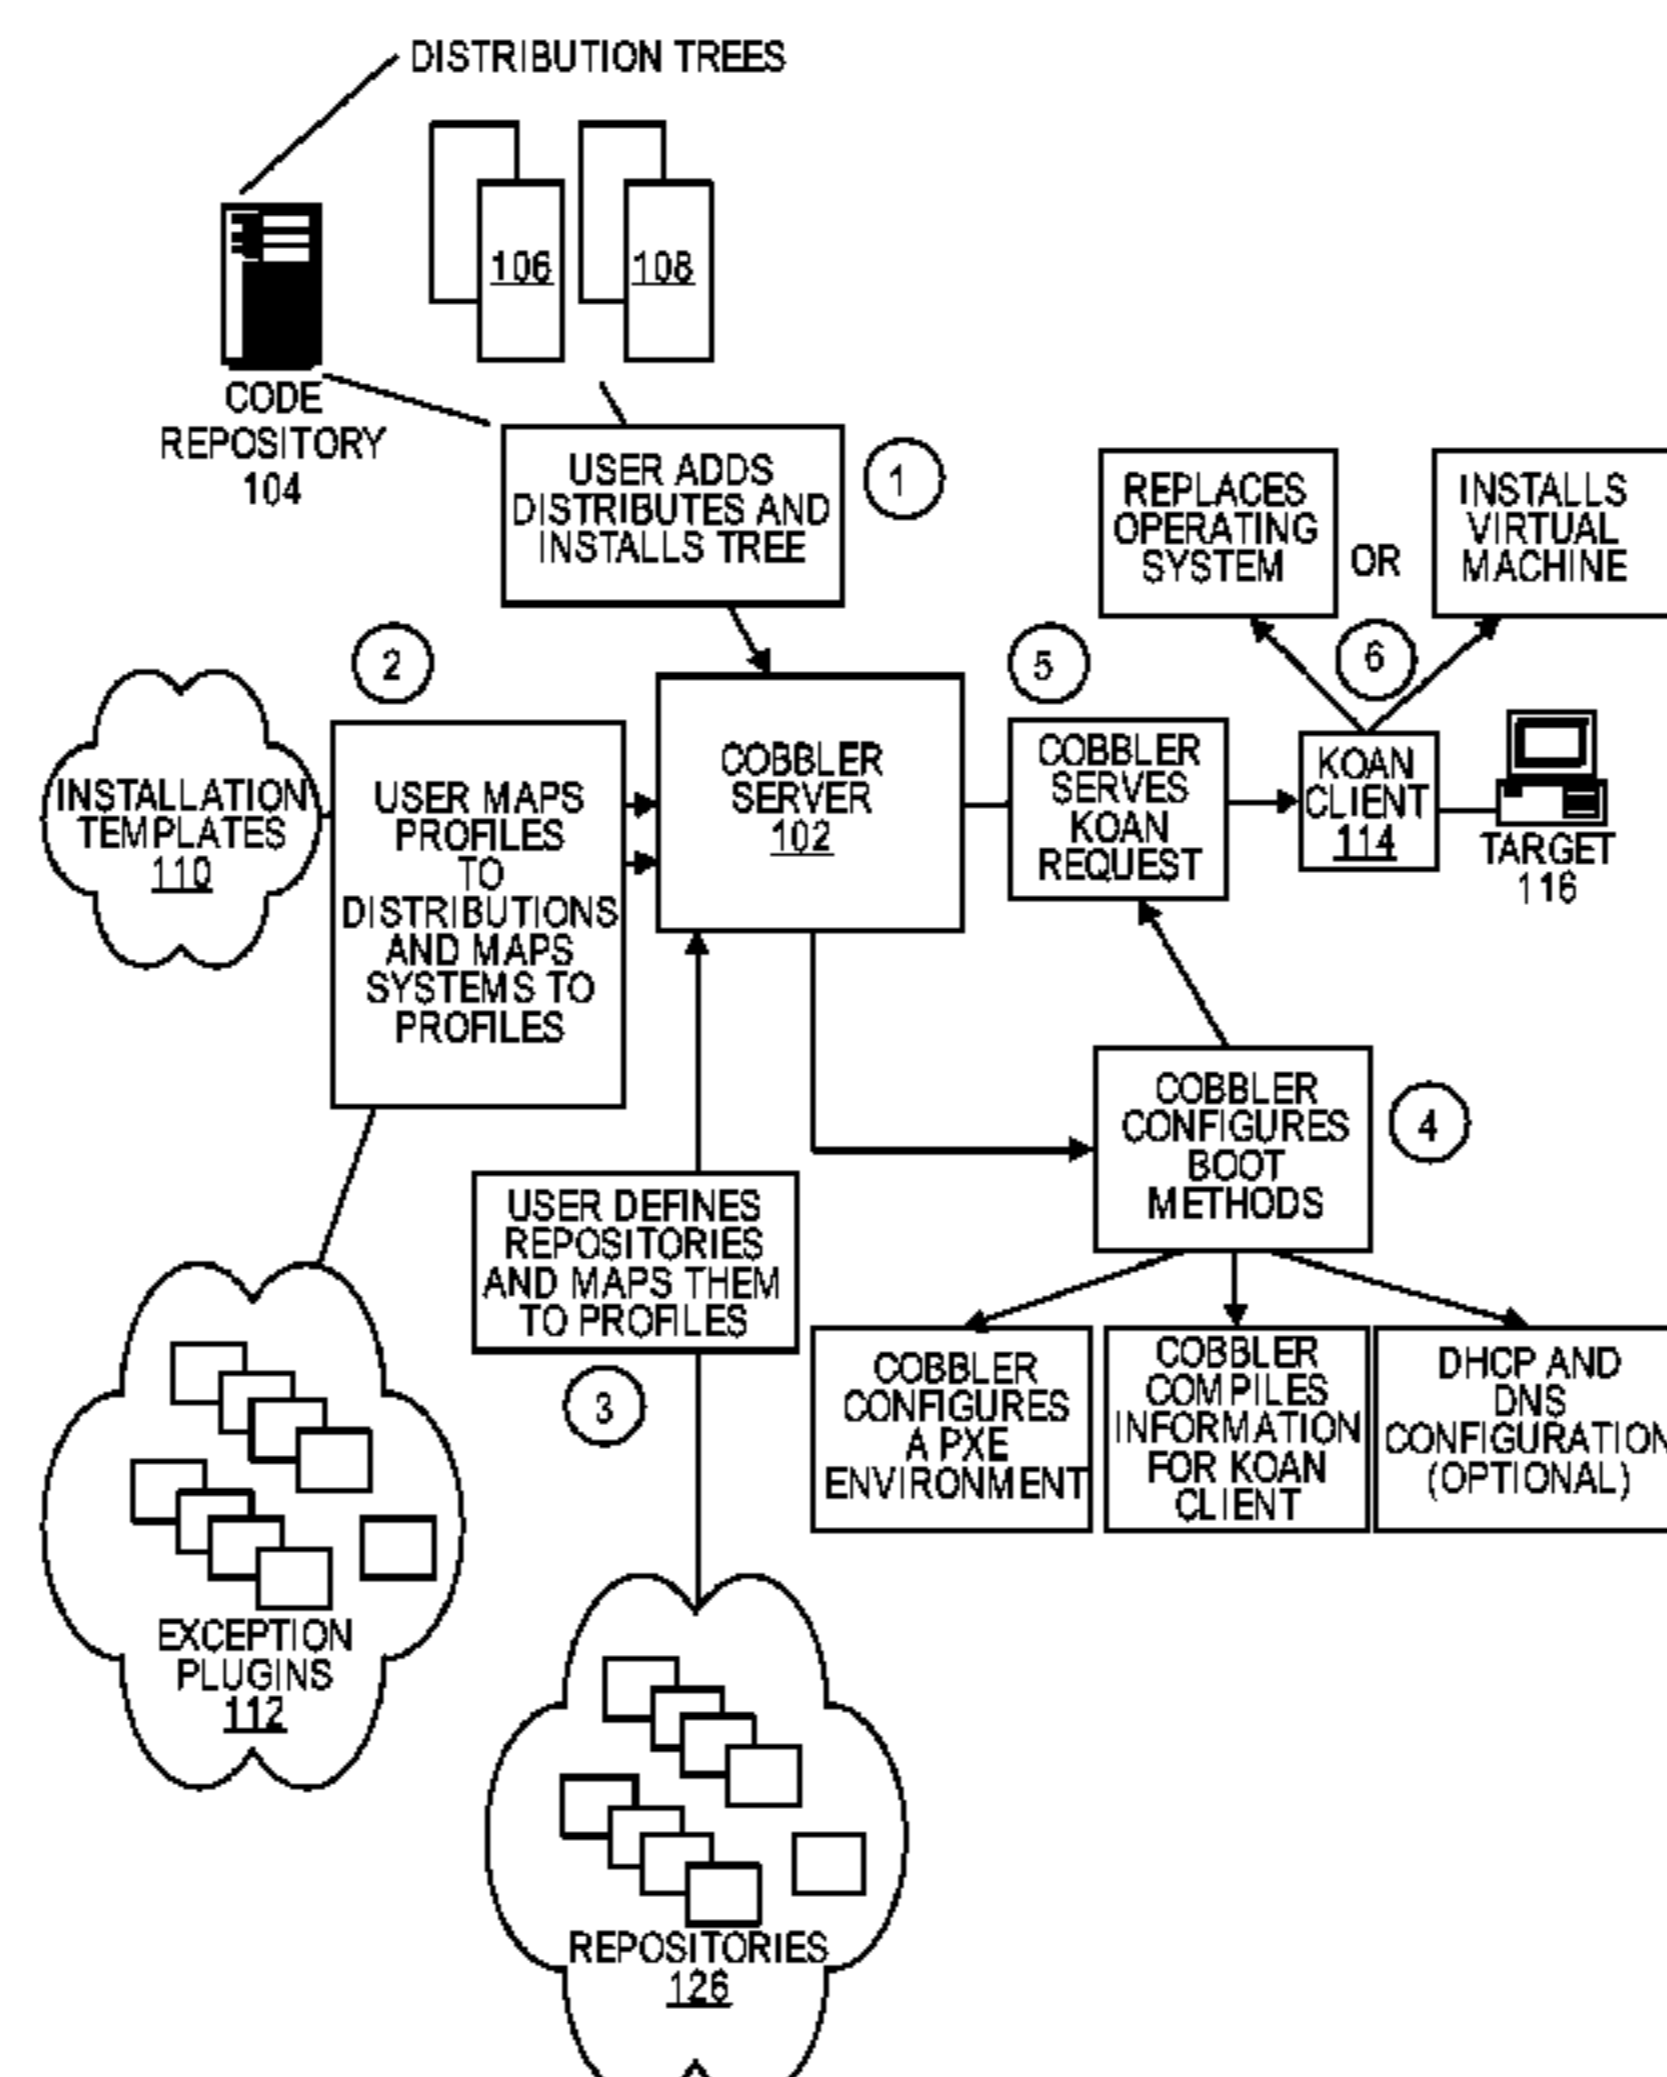 DISTRIBUTION TREES
106
108
CODE
REPOSITORY
104
USER ADDS
DISTRIBUTES AND
INSTALLS TREE
1
REPLACES
OPERATING
SYSTEM
OR
INSTALLS
VIRTUAL
MACHINE
2
5
6
INSTALLATION
TEMPLATES
110
USER MAPS
PROFILES
TO
DISTRIBUTIONS
AND MAPS
SYSTEMS TO
PROFILES
COBBLER
SERVER
102
COBBLER
SERVES
KOAN
REQUEST
KOAN
CLIENT
114
TARGET
116
COBBLER
CONFIGURES
BOOT
METHODS
4
USER DEFINES
REPOSITORIES
AND MAPS THEM
TO PROFILES
3
COBBLER
CONFIGURES
A PXE
ENVIRONMENT
COBBLER
COMPILES
INFORMATION
FOR KOAN
CLIENT
DHCP AND
DNS
CONFIGURATION
(OPTIONAL)
EXCEPTION
PLUGINS
112
REPOSITORIES
126